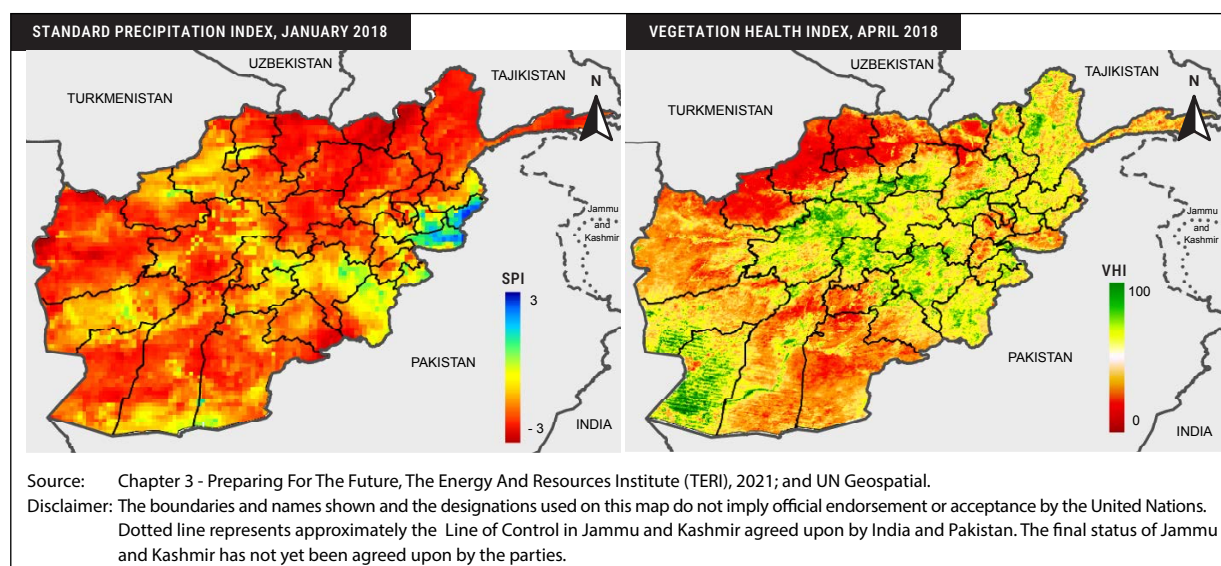 STANDARD PRECIPITATION INDEX, JANUARY 2018
UZBEKISTAN
TAJIKISTAN
TURKMENISTAN
N
Jammu
and
Kashmir
SPI
3
- 3
PAKISTAN
INDIA
VEGETATION HEALTH INDEX, APRIL 2018
UZBEKISTAN
TAJIKISTAN
TURKMENISTAN
N
Jammu
and
Kashmir
VHI
100
0
PAKISTAN
INDIA
Source: Chapter 3 - Preparing For The Future, The Energy And Resources Institute (TERI), 2021; and UN Geospatial.
Disclaimer: The boundaries and names shown and the designations used on this map do not imply official endorsement or acceptance by the United Nations.
Dotted line represents approximately the Line of Control in Jammu and Kashmir agreed upon by India and Pakistan. The final status of Jammu
and Kashmir has not yet been agreed upon by the parties.